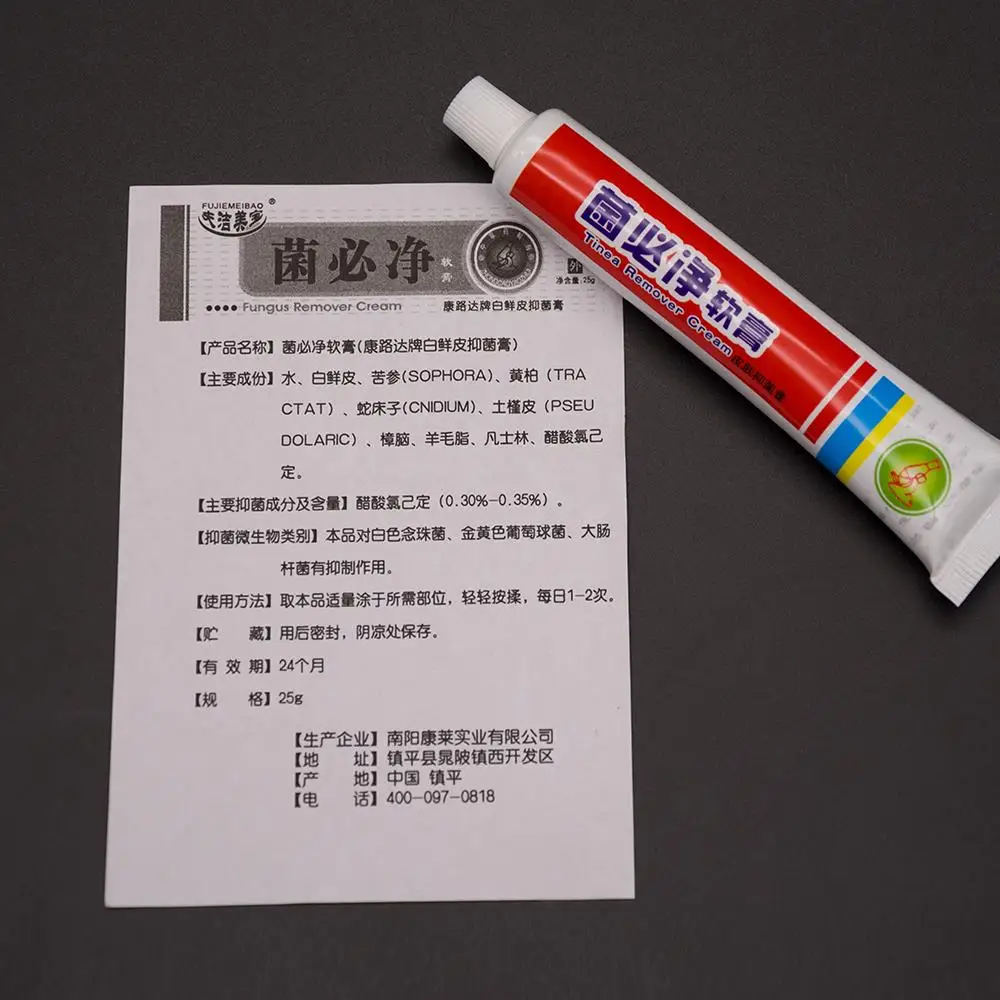 FUJIEMEIBAO ®
夫洁美宝
菌必净 软膏
外
净含量:25g
Fungus Remover Cream
康路达牌白鲜皮抑菌膏
【产品名称】菌必净软膏(康路达牌白鲜皮抑菌膏)
【主要成份】水、白鲜皮、苦参(SOPHORA)、黄柏(TRA
CTAT)、蛇床子(CNIDIUM)、土槿皮(PSEU
DOLARIC)、樟脑、羊毛脂、凡士林、醋酸氯己
定。
【主要抑菌成分及含量】醋酸氯己定(0.30%-0.35%)。
【抑菌微生物类别】本品对白色念珠菌、金黄色葡萄球菌、大肠
杆菌有抑制作用。
【使用方法】取本品适量涂于所需部位,轻轻按揉,每日1-2次。
【贮 藏】用后密封,阴凉处保存。
【有 效 期】24个月
【规 格】25g
【生产企业】南阳康莱实业有限公司
【地 址】镇平县晁陂镇西开发区
【产 地】中国 镇平
【电 话】400-097-0818
菌必净软膏
Tinea Remover Cream
皮肤抑菌膏